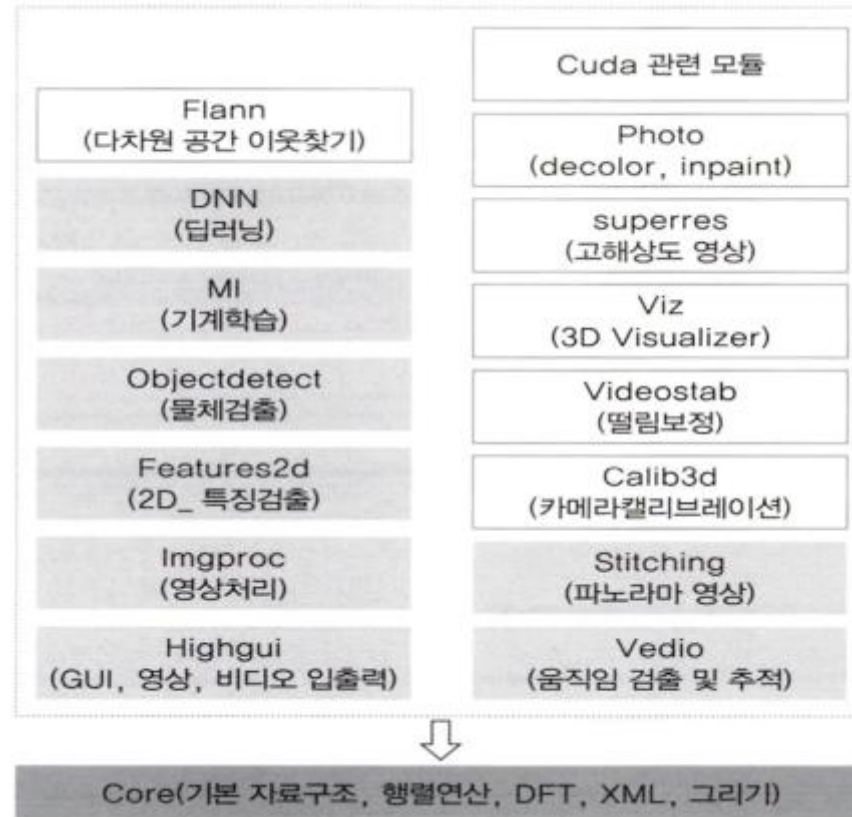 Flann
(다차원 공간 이웃찾기)
DNN
(딥러닝)
Ml
(기계학습)
Objectdetect
(물체검출)
Features2d
(2D_ 특징검출)
Imgproc
(영상처리)
Highgui
(GUI, 영상, 비디오 입출력)
Cuda 관련 모듈
Photo
(decolor, inpaint)
superres
(고해상도 영상)
Viz
(3D Visualizer)
Videostab
(떨림보정)
Calib3d
(카메라캘리브레이션)
Stitching
(파노라마 영상)
Vedio
(움직임 검출 및 추적)
Core(기본 자료구조, 행렬연산, DFT, XML, 그리기)